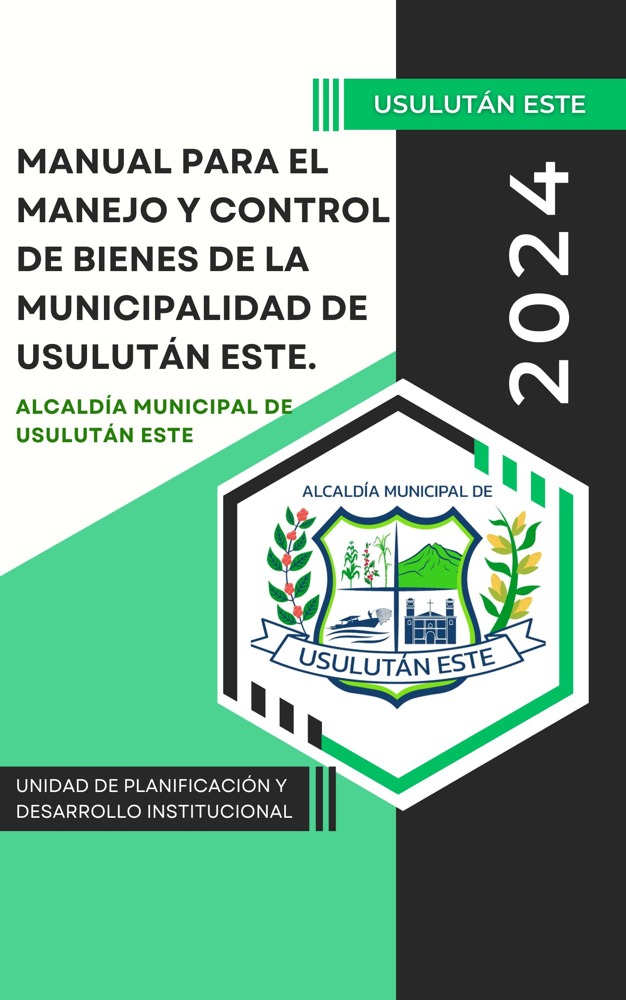 USULUTÁN ESTE
MANUAL PARA EL
MANEJO Y CONTROL
DE BIENES DE LA
MUNICIPALIDAD DE
USULUTÁN ESTE.
2024
ALCALDÍA MUNICIPAL DE
USULUTÁN ESTE
ALCALDÍA MUNICIPAL DE
USULUTÁN ESTE
UNIDAD DE PLANIFICACIÓN Y
DESARROLLO INSTITUCIONAL